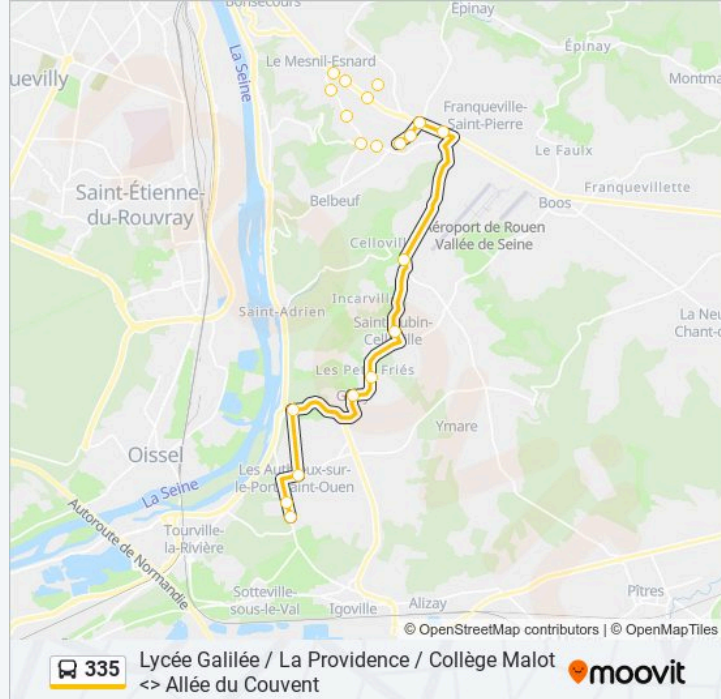 Bonsecours
Épinay
Le Mesnil-Esnard
Épinay
uevilly
La Seine
Montma
Franqueville-
Saint-Pierre
Le Faulx
Saint-Étienne-
du-Rouvray
Belbeuf
Franquevillette
Boos
Aéroport de Rouen
Vallée de Seine
Celloville
Incarville
Saint-Adrien
Saint-Aubin-
Celloville
La Neu
Chant-o
Les Petits Friés
Ymare
Oissel
Les Authieux-sur-
le-Port-Saint-Ouen
La Seine
Autoroute de Normandie
Tourville-
la-Rivière
Sotteville-
sous-le-Val
Igoville
Alizay
Pîtres
© OpenStreetMap contributors | © OpenMapTiles
335
Lycée Galilée / La Providence / Collège Malot
<> Allée du Couvent
moovit